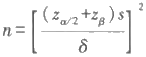 n = [ (z_{α/2} + z_β) s / δ ]²